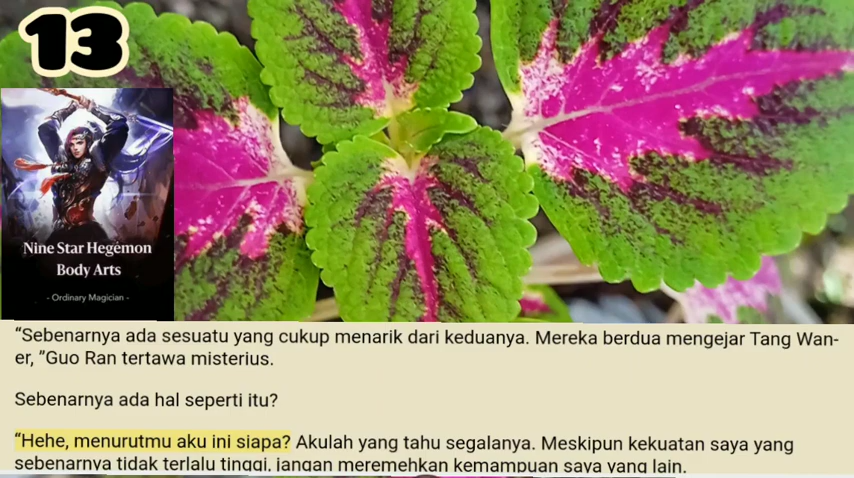 13
Nine Star Hegemon
Body Arts
- Ordinary Magician -
“Sebenarnya ada sesuatu yang cukup menarik dari keduanya. Mereka berdua mengejar Tang Wan-
er, ”Guo Ran tertawa misterius.
Sebenarnya ada hal seperti itu?
“Hehe, menurutmu aku ini siapa? Akulah yang tahu segalanya. Meskipun kekuatan saya yang
sebenarnya tidak terlalu tinggi, jangan meremehkan kemampuan saya yang lain.